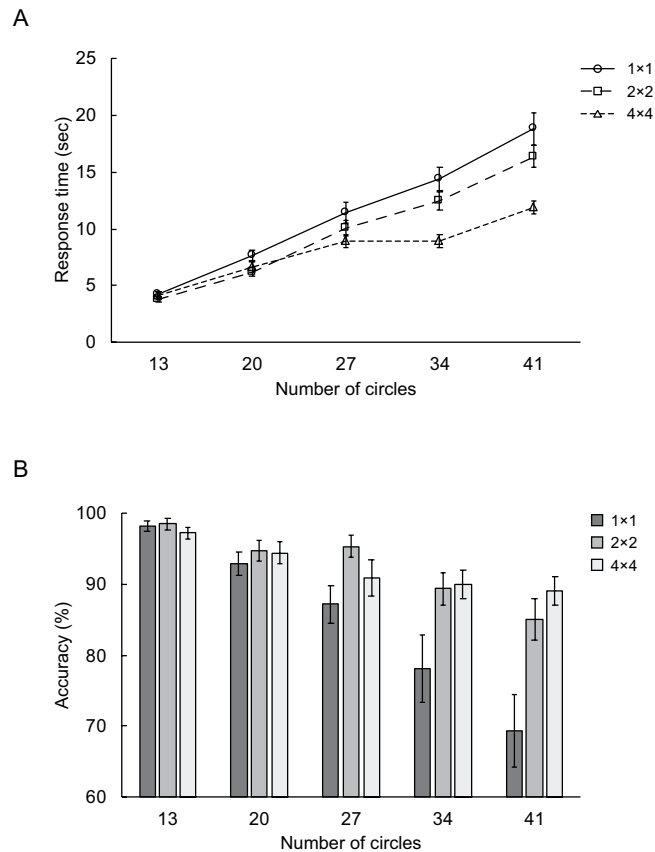 A
25
20
15
10
5
0
Response time (sec)
13 20 27 34 41
Number of circles
1×1
2×2
4×4
B
100
90
80
70
60
Accuracy (%)
13 20 27 34 41
Number of circles
1×1
2×2
4×4